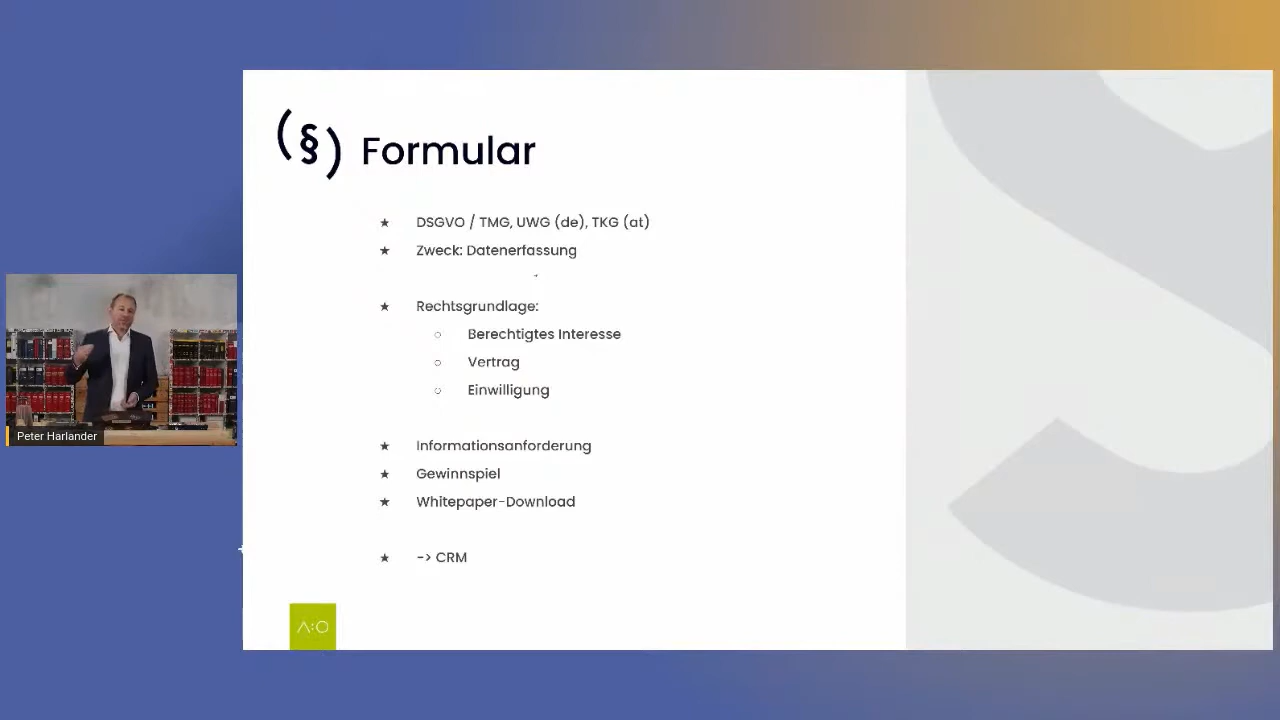 (§) Formular
★ DSGVO / TMG, UWG (de), TKG (at)
★ Zweck: Datenerfassung
★ Rechtsgrundlage:
○ Berechtigtes Interesse
○ Vertrag
○ Einwilligung
★ Informationsanforderung
★ Gewinnspiel
★ Whitepaper-Download
★ -> CRM
Peter Harlander
Λ:O